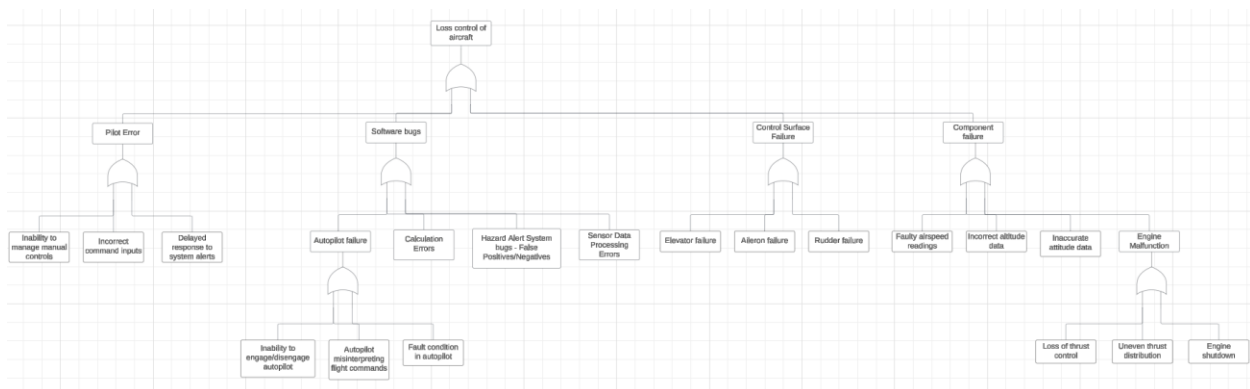 Loss control of
aircraft
Pilot Error
Software bugs
Control Surface
Failure
Component
failure
Inability to
manage manual
controls
Incorrect
command inputs
Delayed
response to
system alerts
Autopilot failure
Calculation
Errors
Hazard Alert System
bugs - False
Positives/Negatives
Sensor Data
Processing
Errors
Elevator failure
Aileron failure
Rudder failure
Faulty airspeed
readings
Incorrect altitude
data
Inaccurate
attitude data
Engine
Malfunction
Inability to
engage/disengage
autopilot
Autopilot
misinterpreting
flight commands
Fault condition
in autopilot
Loss of thrust
control
Uneven thrust
distribution
Engine
shutdown